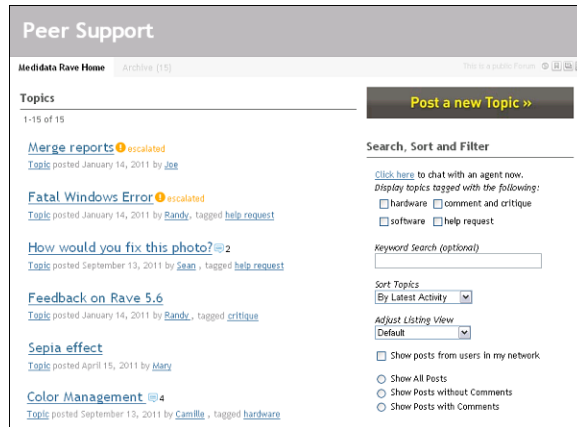 Peer Support
Medidata Rave Home Archive [15] This is a public Forum
Topics
1-15 of 15
Merge reports escalated
Topic posted January 14, 2011 by Joe
Fatal Windows Error escalated
Topic posted January 14, 2011 by Randy, tagged help request
How would you fix this photo? 2
Topic posted September 13, 2011 by Sean , tagged help request
Feedback on Rave 5.6
Topic posted January 14, 2011 by Randy , tagged critique
Sepia effect
Topic posted April 15, 2011 by Mary
Color Management 4
Topic posted September 13, 2011 by Camille , tagged hardware
Post a new Topic »
Search, Sort and Filter
Click here to chat with an agent now.
Display topics tagged with the following:
hardware comment and critique
software help request
Keyword Search (optional)
Sort Topics
By Latest Activity
Adjust Listing View
Default
Show posts from users in my network
Show All Posts
Show Posts without Comments
Show Posts with Comments